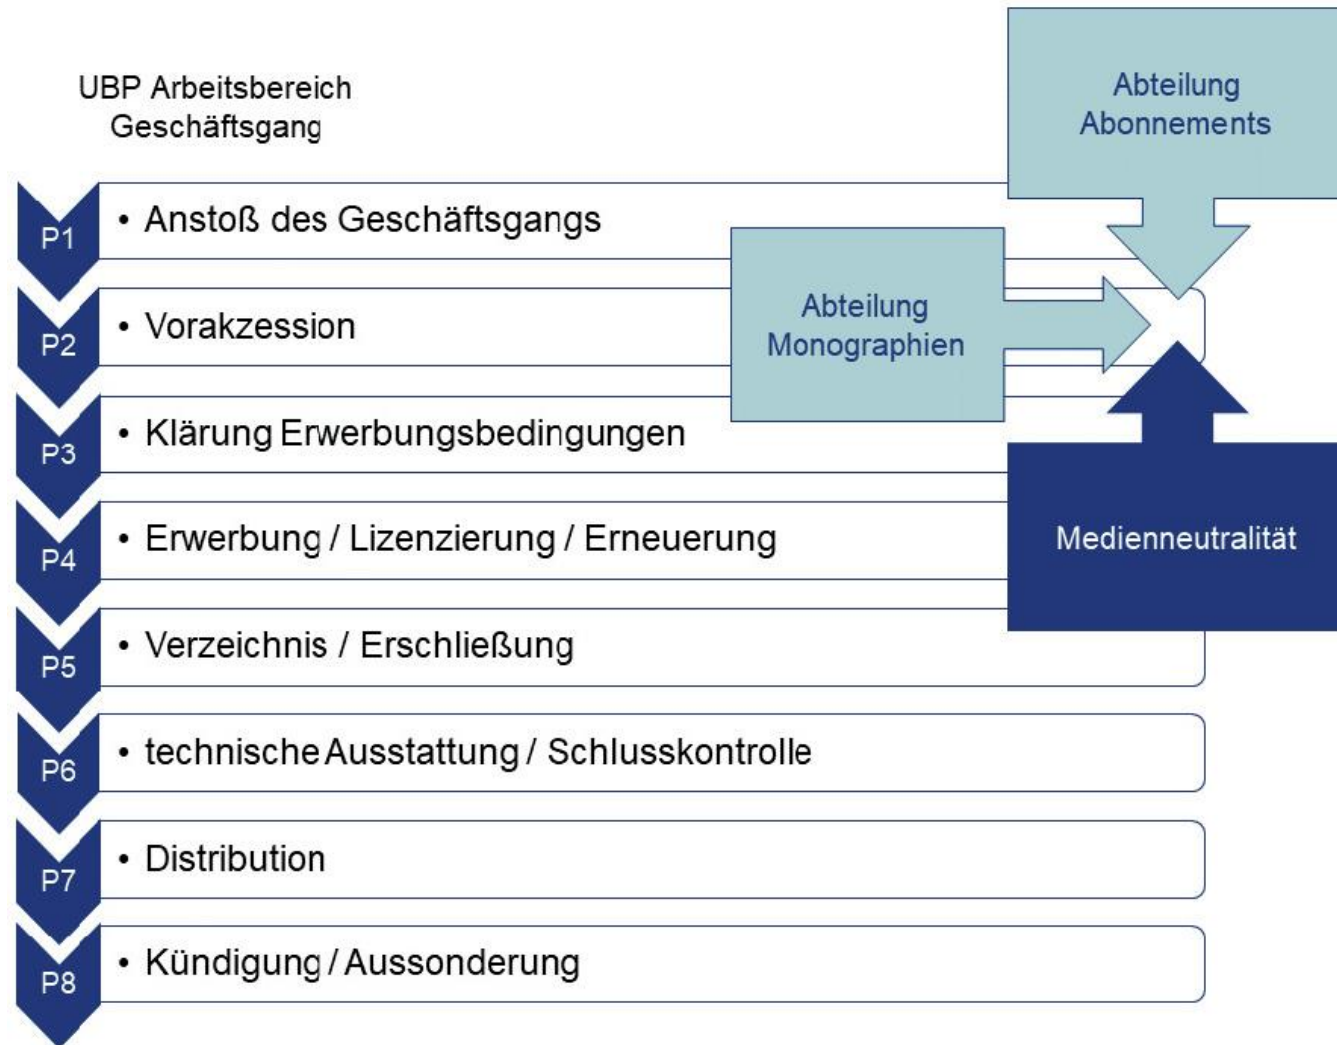 UBP Arbeitsbereich
Geschäftsgang
Abteilung
Abonnements
P1
• Anstoß des Geschäftsgangs
P2
• Vorakzession
Abteilung
Monographien
P3
• Klärung Erwerbungsbedingungen
P4
• Erwerbung / Lizenzierung / Erneuerung
Medienneutralität
P5
• Verzeichnis / Erschließung
P6
• technische Ausstattung / Schlusskontrolle
P7
• Distribution
P8
• Kündigung / Aussonderung